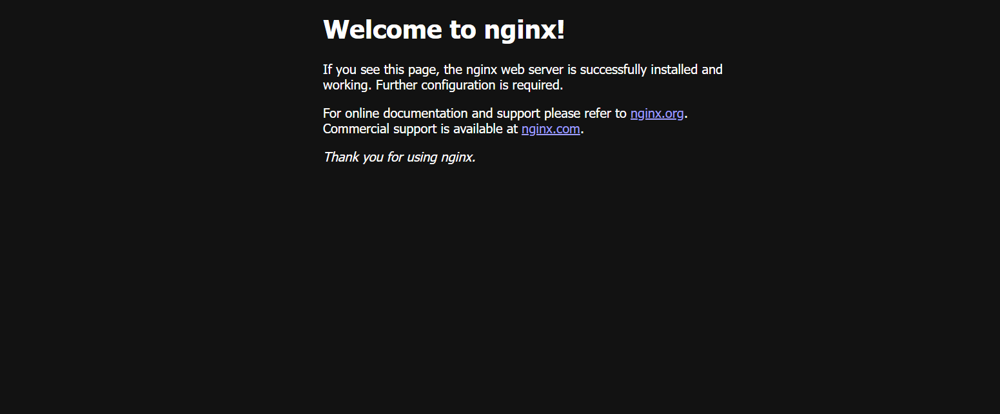 Welcome to nginx!
If you see this page, the nginx web server is successfully installed and
working. Further configuration is required.
For online documentation and support please refer to nginx.org.
Commercial support is available at nginx.com.
Thank you for using nginx.